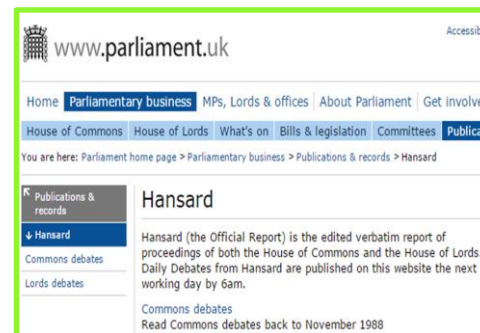 www.parliament.uk
Home Parliamentary business MPs, Lords & offices About Parliament Get
House of Commons House of Lords What's on Bills & legislation Committees
You are here: Parliament home page > Parliamentary business > Publications & records > Hansard
Publications & records
Hansard
Commons debates
Lords debates
Hansard
Hansard (the Official Report) is the edited verbatim report of
proceedings of both the House of Commons and the House of Lords.
Daily Debates from Hansard are published on this website the next
working day by 6am.
Commons debates
Read Commons debates back to November 1988